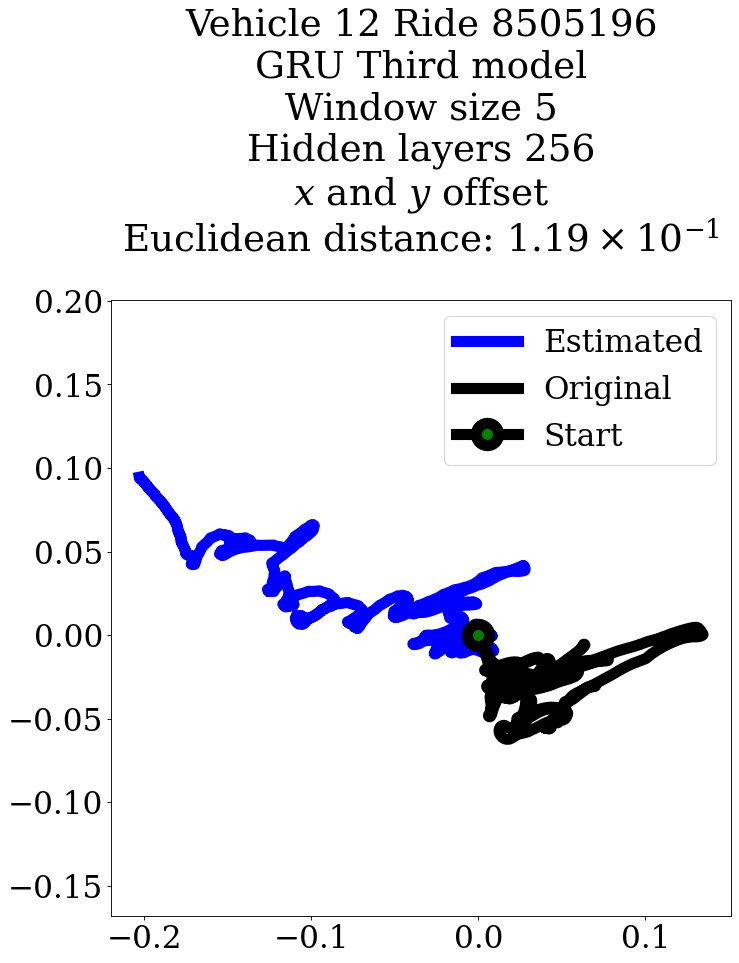 Vehicle 12 Ride 8505196
GRU Third model
Window size 5
Hidden layers 256
x and y offset
Euclidean distance: 1.19 × 10⁻¹
Estimated
Original
Start
0.20
0.15
0.10
0.05
0.00
−0.05
−0.10
−0.15
−0.2 −0.1 0.0 0.1